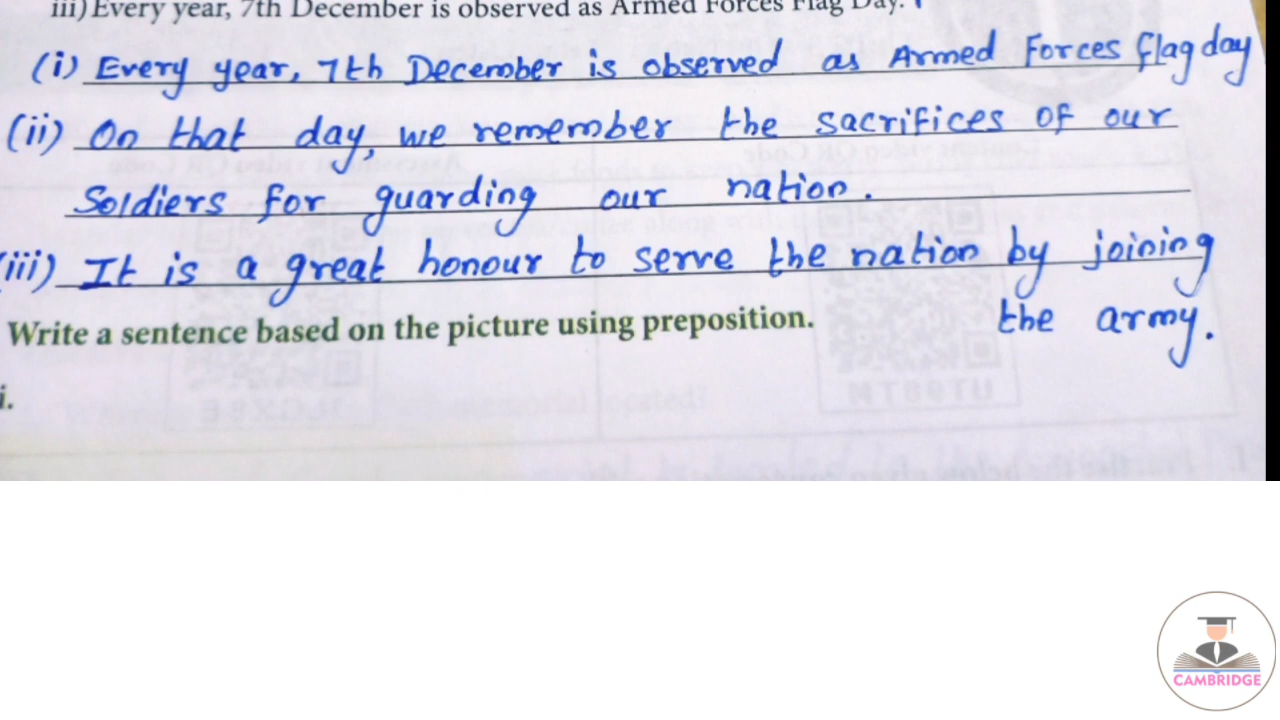 iii) Every year, 7th December is observed as Armed Forces Flag Day.
(i) Every year, 7th December is observed as Armed Forces flag day
(ii) On that day, we remember the sacrifices of our
Soldiers for guarding our nation.
(iii) It is a great honour to serve the nation by joining
the army.
Write a sentence based on the picture using preposition.
i.
CAMBRIDGE